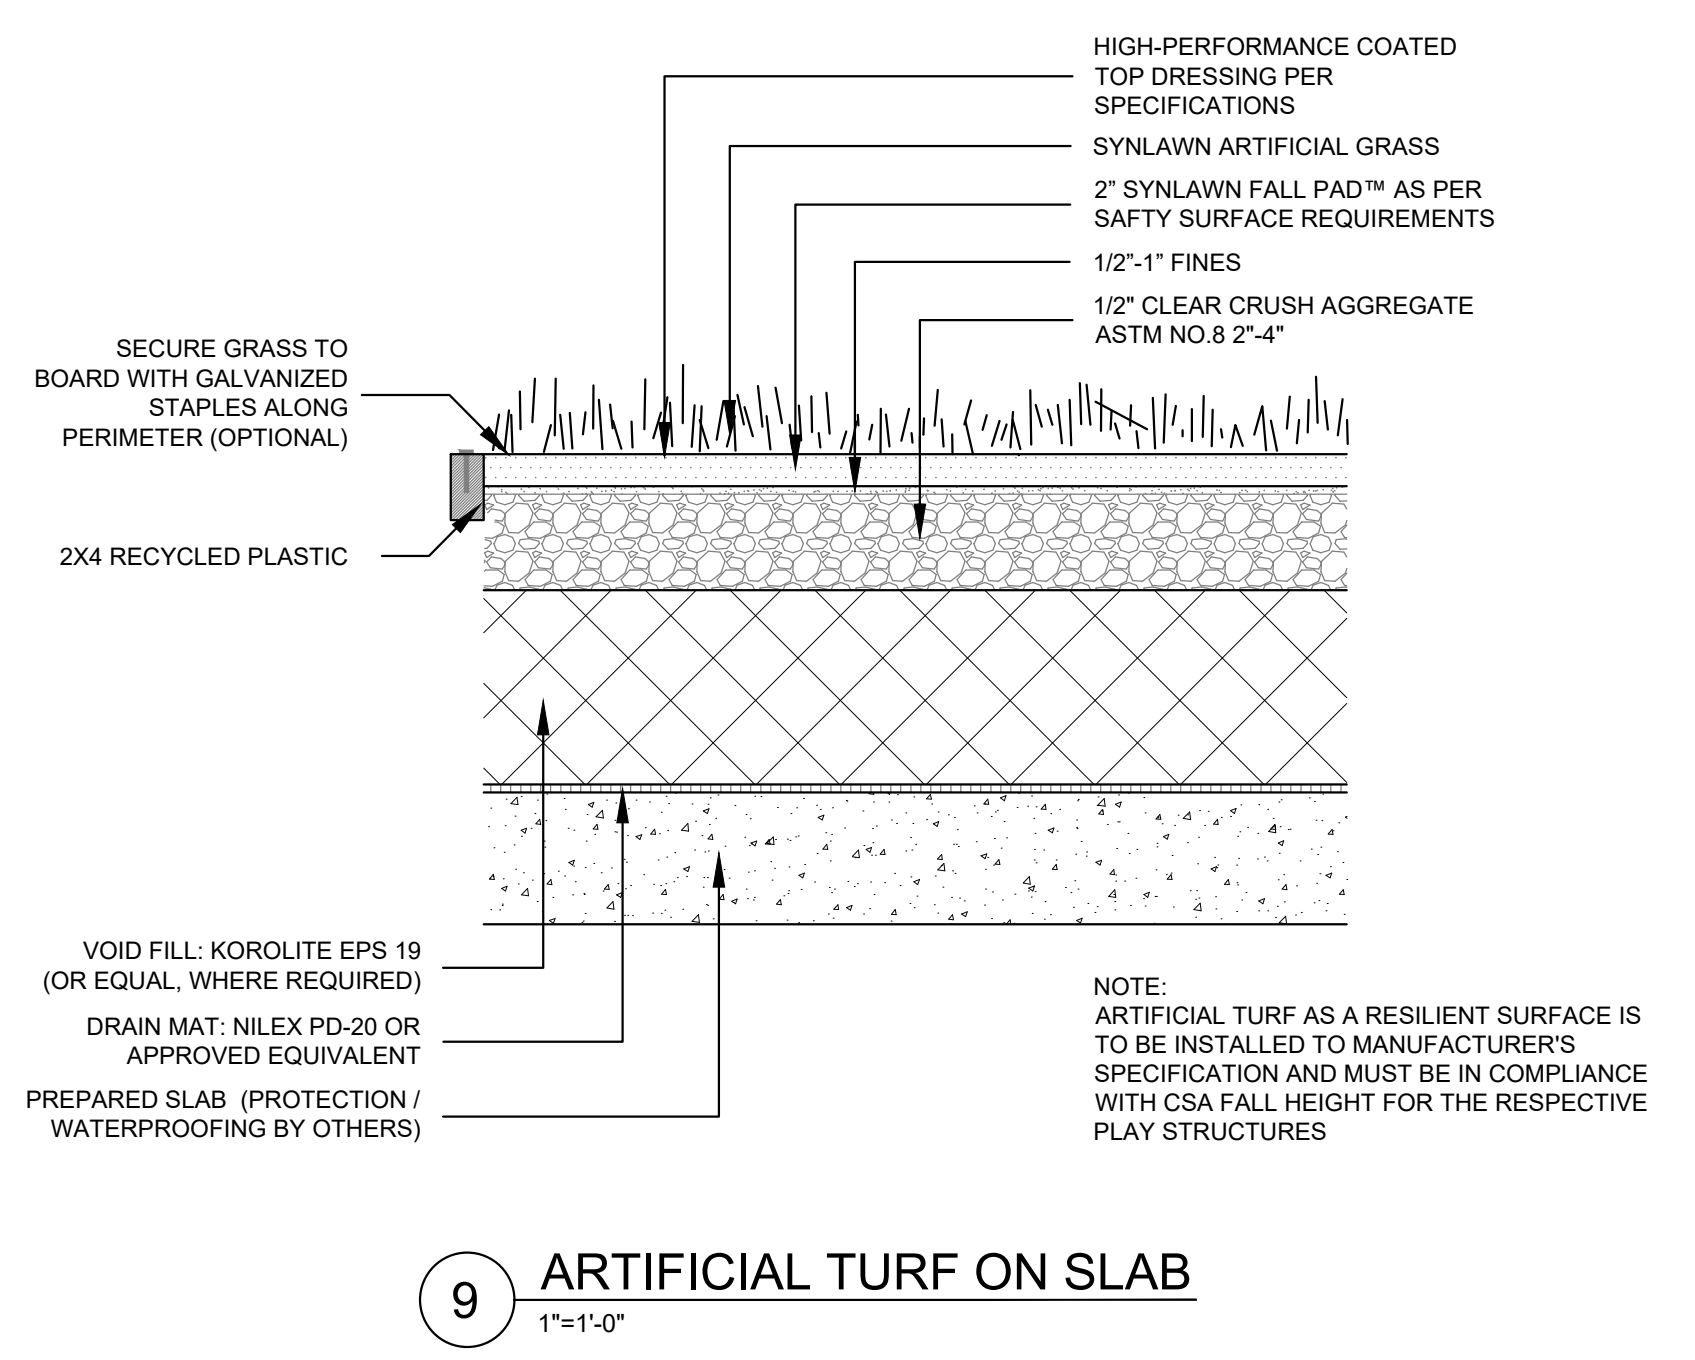 HIGH-PERFORMANCE COATED
TOP DRESSING PER
SPECIFICATIONS
SYNLAWN ARTIFICIAL GRASS
2” SYNLAWN FALL PAD™ AS PER
SAFTY SURFACE REQUIREMENTS
1/2”-1” FINES
1/2" CLEAR CRUSH AGGREGATE
ASTM NO.8 2"-4"
SECURE GRASS TO
BOARD WITH GALVANIZED
STAPLES ALONG
PERIMETER (OPTIONAL)
2X4 RECYCLED PLASTIC
VOID FILL: KOROLITE EPS 19
(OR EQUAL, WHERE REQUIRED)
DRAIN MAT: NILEX PD-20 OR
APPROVED EQUIVALENT
PREPARED SLAB (PROTECTION /
WATERPROOFING BY OTHERS)
NOTE:
ARTIFICIAL TURF AS A RESILIENT SURFACE IS
TO BE INSTALLED TO MANUFACTURER'S
SPECIFICATION AND MUST BE IN COMPLIANCE
WITH CSA FALL HEIGHT FOR THE RESPECTIVE
PLAY STRUCTURES
9 ARTIFICIAL TURF ON SLAB
1"=1'-0"